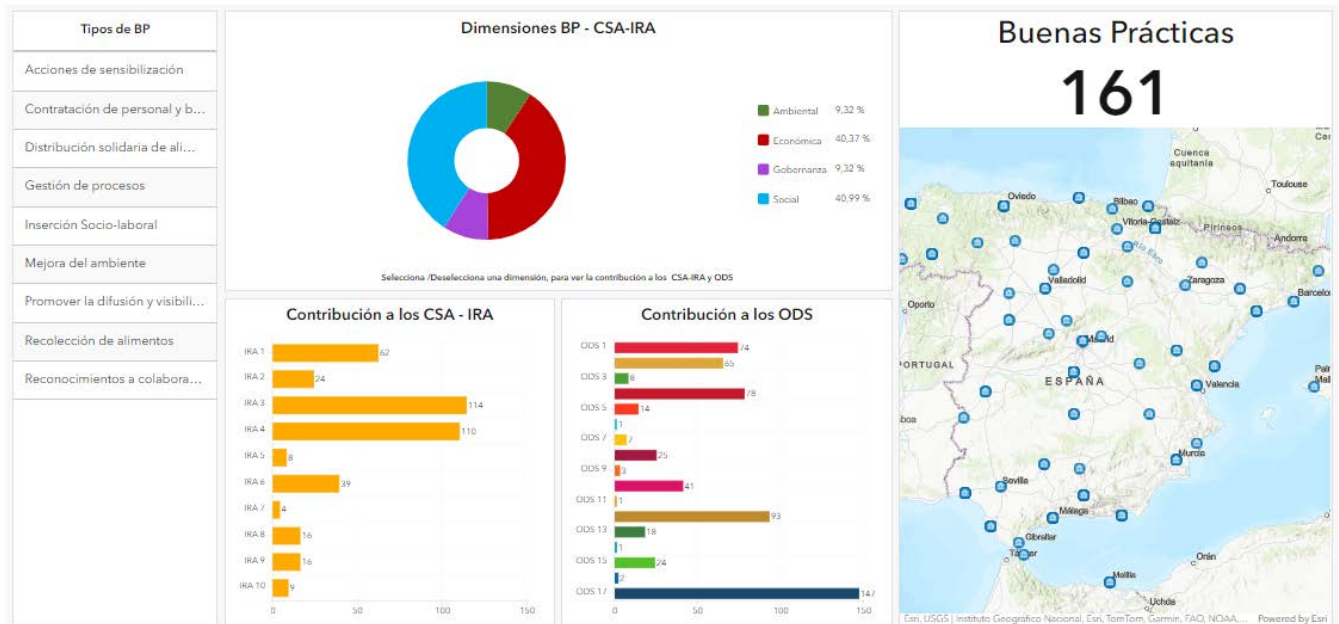 Tipos de BP
Acciones de sensibilización
Contratación de personal y b...
Distribución solidaria de ali...
Gestión de procesos
Inserción Socio-laboral
Mejora del ambiente
Promover la difusión y visibili...
Recolección de alimentos
Reconocimientos a colabora...
Dimensiones BP - CSA-IRA
Ambiental 9,32 %
Económica 40,37 %
Gobernanza 9,32 %
Social 40,99 %
Selecciona /Deselecciona una dimensión, para ver la contribución a los CSA-IRA y ODS
Contribución a los CSA - IRA
IRA 1 62
IRA 2 24
IRA 3 114
IRA 4 110
IRA 5 8
IRA 6 39
IRA 7 4
IRA 8 16
IRA 9 16
IRA 10 9
0 50 100 150
Contribución a los ODS
ODS 1 74
65
ODS 3 8
78
ODS 5 14
1
ODS 7 7
25
ODS 9 3
41
ODS 11 1
93
ODS 13 18
1
ODS 15 24
2
ODS 17 147
0 50 100 150
Buenas Prácticas
161
Cuenca
aquitania
Toulouse
Oviedo
Bilbao
Vitoria-Gasteiz
Pirineos
Andorra
Río Ebro
Valladolid
Zaragoza
Barcelo
Oporto
Madrid
PORTUGAL
ESPAÑA
Valencia
Murcia
Sevilla
Málaga
Gibraltar
Tánger
Orán
Melilla
Uchda
Esri, USGS | Instituto Geográfico Nacional, Esri, TomTom, Garmin, FAO, NOAA,... Powered by Esri